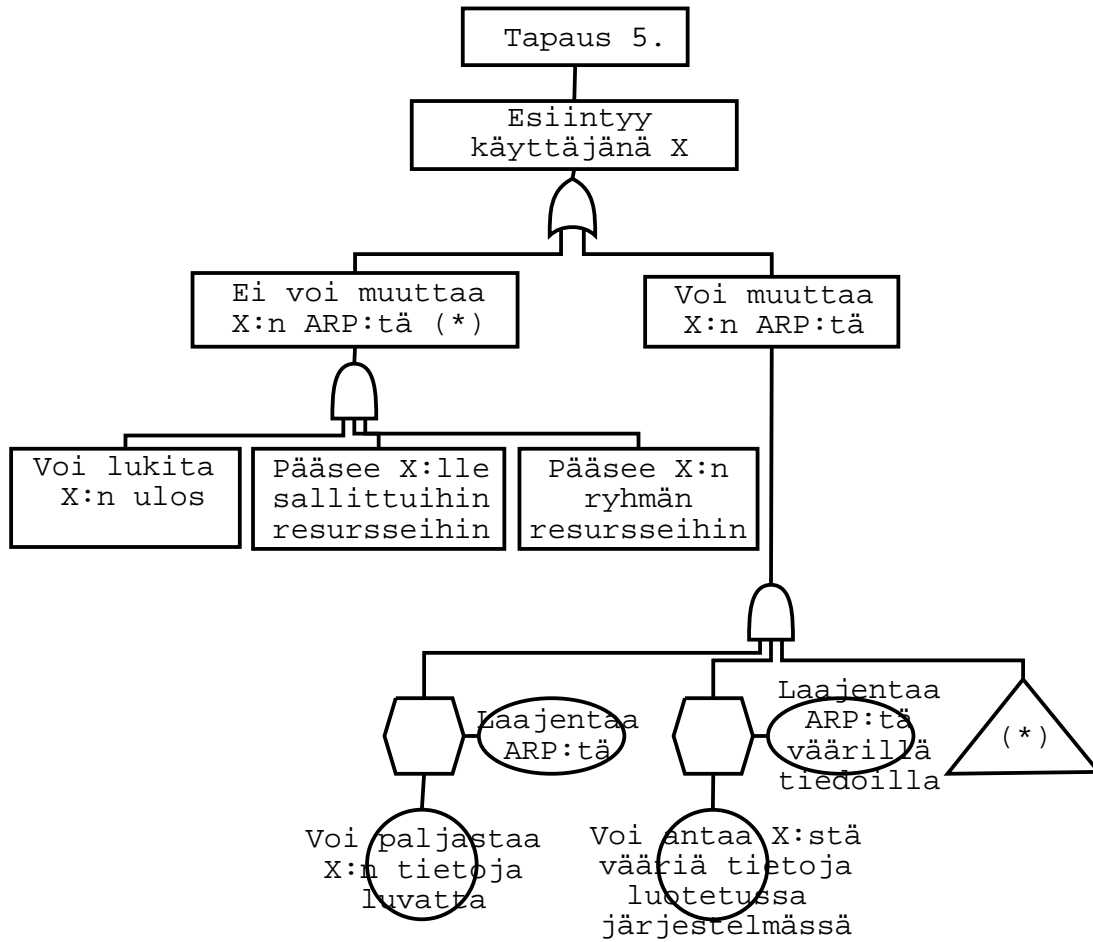 Tapaus 5.
Esiintyy
käyttäjänä X
Ei voi muuttaa
X:n ARP:tä (*)
Voi muuttaa
X:n ARP:tä
Voi lukita
X:n ulos
Pääsee X:lle
sallittuihin
resursseihin
Pääsee X:n
ryhmän
resursseihin
Laajentaa
ARP:tä
Laajentaa
ARP:tä
väärillä
tiedoilla
(*)
Voi paljastaa
X:n tietoja
luvatta
Voi antaa X:stä
vääriä tietoja
luotetussa
järjestelmässä